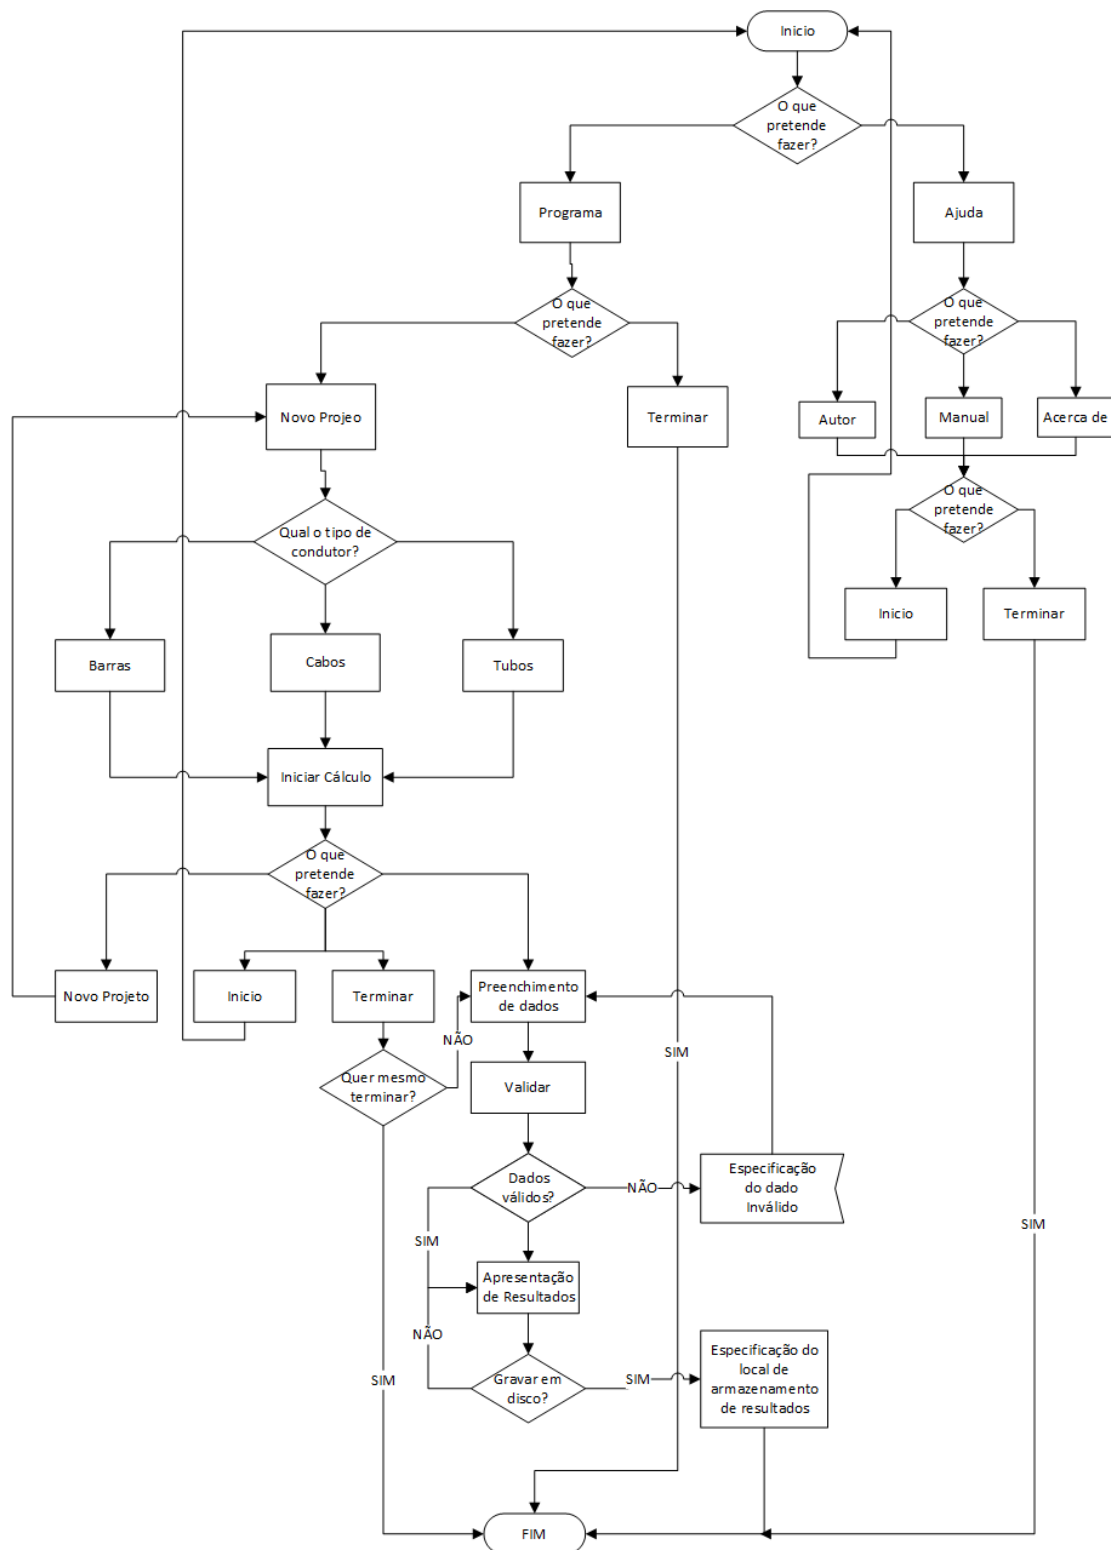 Inicio
O que
pretende
fazer?
Programa
Ajuda
O que
pretende
fazer?
O que
pretende
fazer?
Novo Projeo
Terminar
Autor
Manual
Acerca de
O que
pretende
fazer?
Qual o tipo de
condutor?
Inicio
Terminar
Barras
Cabos
Tubos
Iniciar Cálculo
O que
pretende
fazer?
Novo Projeto
Inicio
Terminar
Preenchimento
de dados
NÃO
SIM
Quer mesmo
terminar?
Validar
Dados
válidos?
NÃO
Especificação
do dado
Inválido
SIM
SIM
Apresentação
de Resultados
NÃO
Especificação do
local de
armazenamento
de resultados
SIM
Gravar em
disco?
SIM
FIM